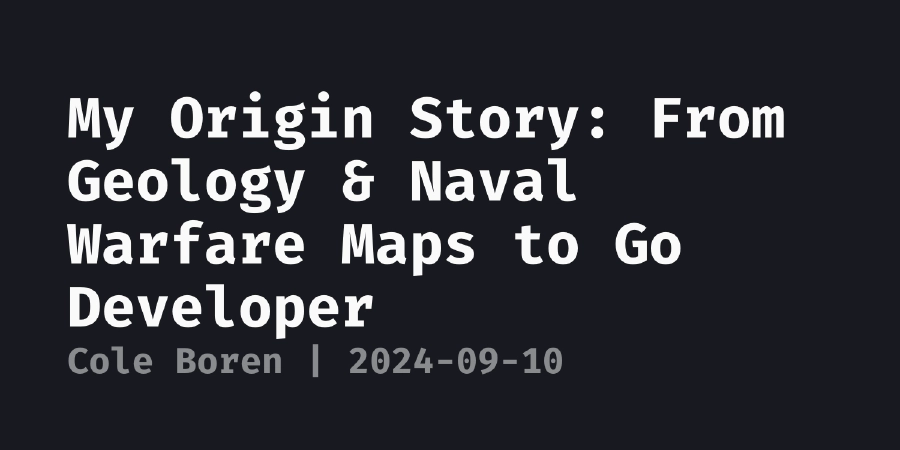 My Origin Story: From
Geology & Naval
Warfare Maps to Go
Developer
Cole Boren | 2024-09-10